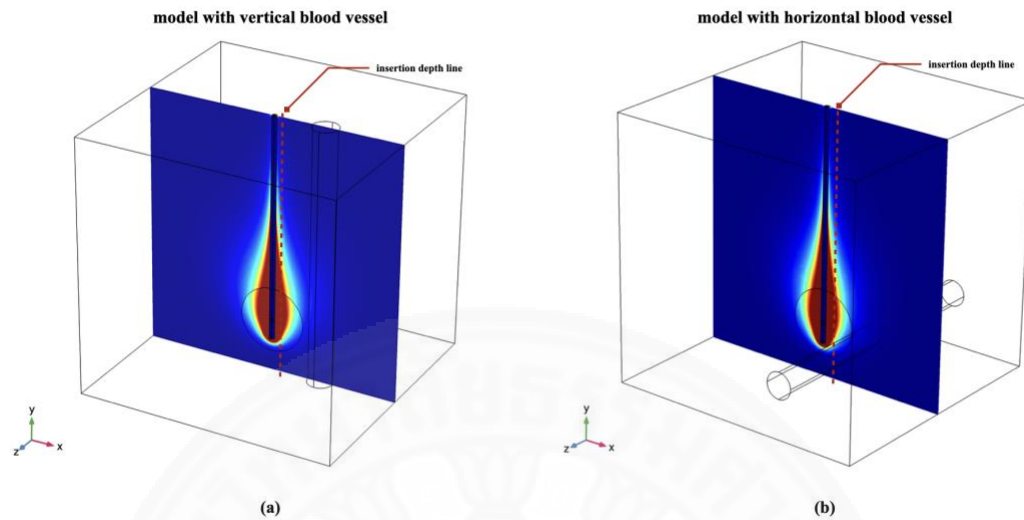 model with vertical blood vessel
insertion depth line
y
z
x
(a)
model with horizontal blood vessel
insertion depth line
y
z
x
(b)